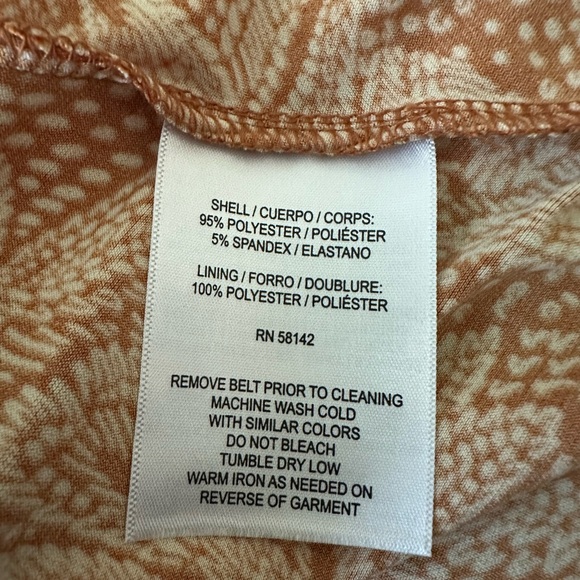 SHELL / CUERPO / CORPS:
95% POLYESTER / POLIÉSTER
5% SPANDEX / ELASTANO
LINING / FORRO / DOUBLURE:
100% POLYESTER / POLIÉSTER
RN 58142
REMOVE BELT PRIOR TO CLEANING
MACHINE WASH COLD
WITH SIMILAR COLORS
DO NOT BLEACH
TUMBLE DRY LOW
WARM IRON AS NEEDED ON
REVERSE OF GARMENT